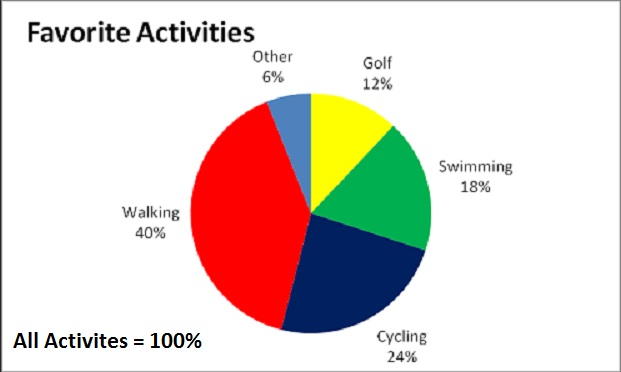 Favorite Activities
Other
6%
Golf
12%
Swimming
18%
Walking
40%
Cycling
24%
All Activites = 100%